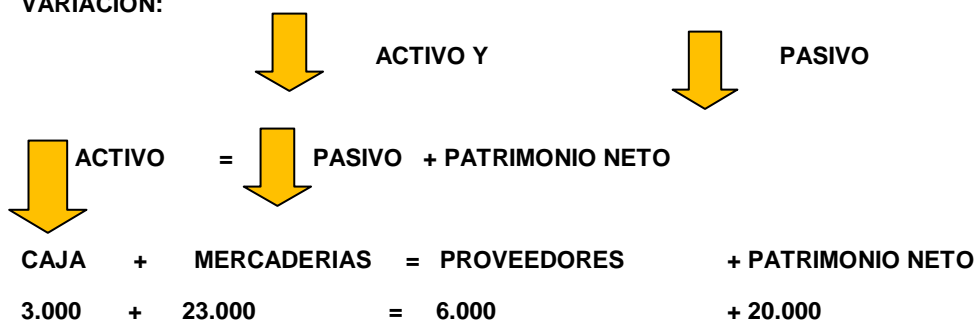 VARIACION:
ACTIVO Y PASIVO
ACTIVO = PASIVO + PATRIMONIO NETO
CAJA + MERCADERIAS = PROVEEDORES + PATRIMONIO NETO
3.000 + 23.000 = 6.000 + 20.000